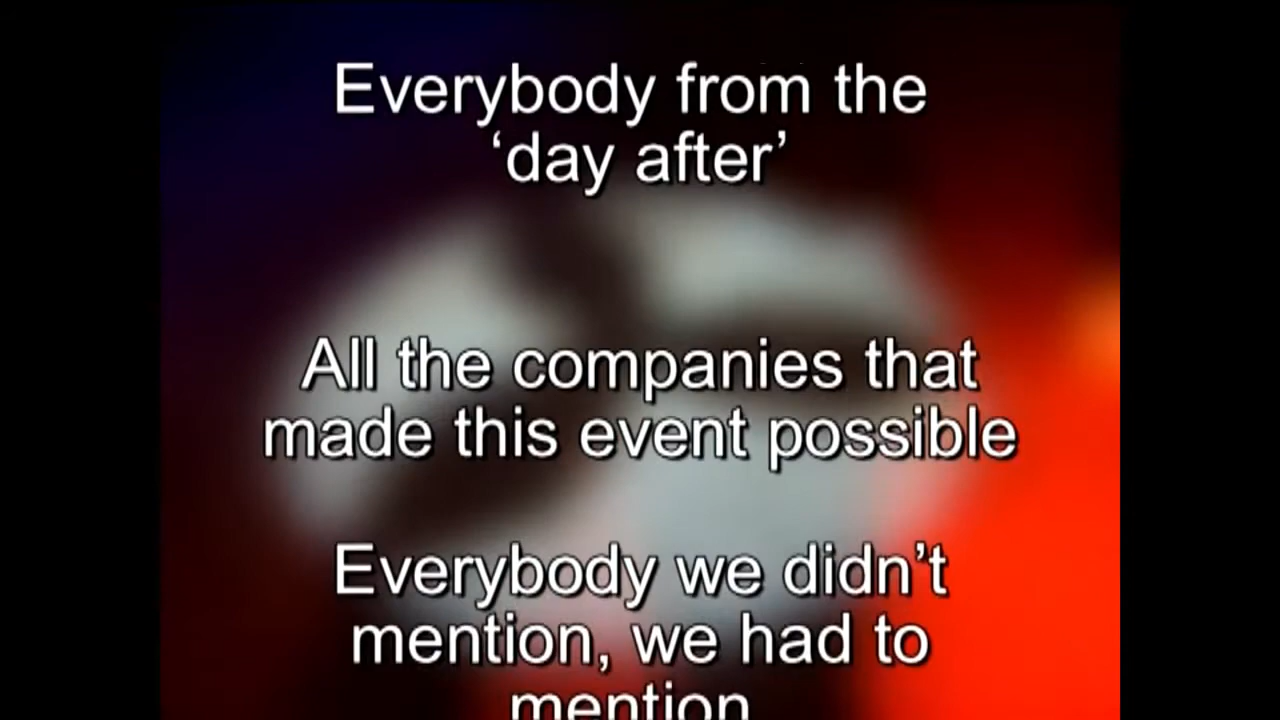 Everybody from the
‘day after’
All the companies that
made this event possible
Everybody we didn’t
mention, we had to
mention